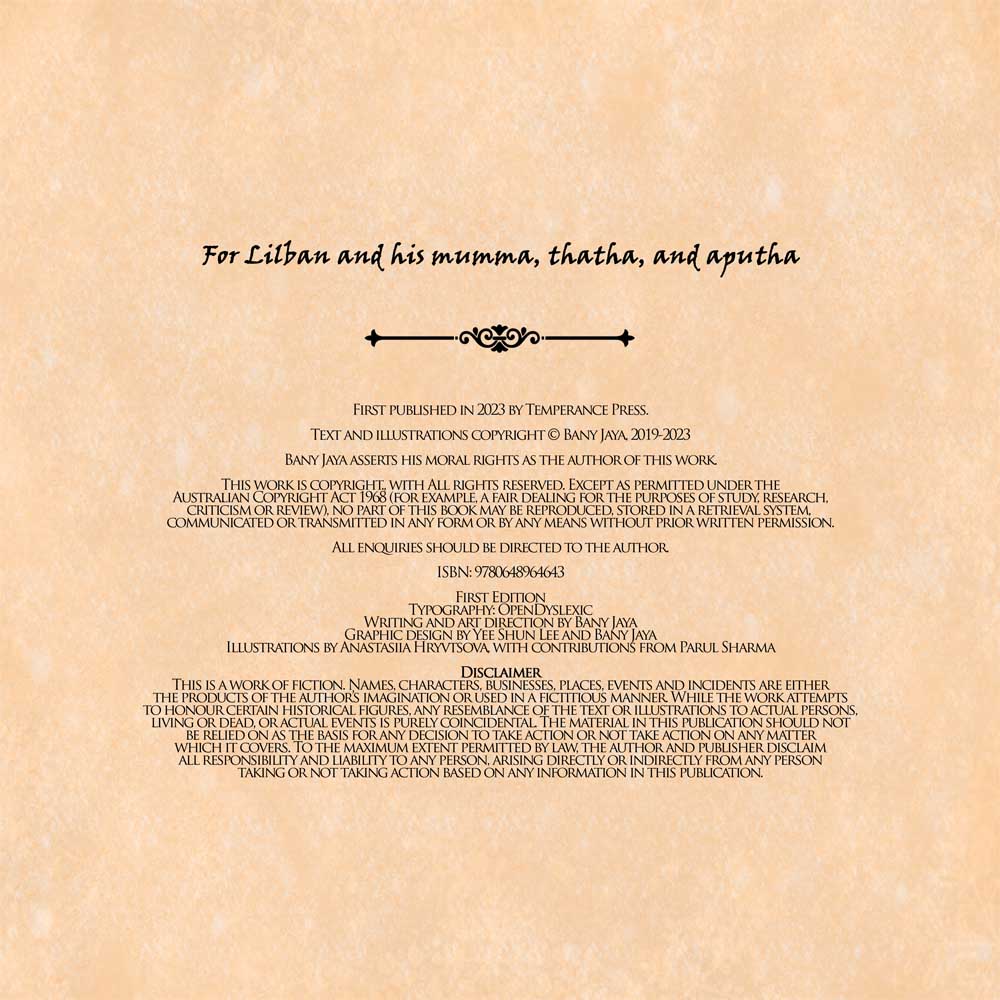 For Lilban and his mumma, thatha, and aputha
First published in 2023 by Temperance Press.
Text and illustrations copyright © Bany Jaya, 2019-2023
Bany Jaya asserts his moral rights as the author of this work.
This work is copyright, with All rights reserved. Except as permitted under the
Australian Copyright Act 1968 (for example, a fair dealing for the purposes of study, research,
criticism or review), no part of this book may be reproduced, stored in a retrieval system,
communicated or transmitted in any form or by any means without prior written permission.
All enquiries should be directed to the author.
ISBN: 9780648964643
First Edition
Typography: OpenDyslexic
Writing and art direction by Bany Jaya
Graphic design by Yee Shun Lee and Bany Jaya
Illustrations by Anastasiia Hryvtsova, with contributions from Parul Sharma
Disclaimer
This is a work of fiction. Names, characters, businesses, places, events and incidents are either
the products of the author's imagination or used in a fictitious manner. While the work attempts
to honour certain historical figures, any resemblance of the text or illustrations to actual persons,
living or dead, or actual events is purely coincidental. The material in this publication should not
be relied on as the basis for any decision to take action or not take action on any matter
which it covers. To the maximum extent permitted by law, the author and publisher disclaim
all responsibility and liability to any person, arising directly or indirectly from any person
taking or not taking action based on any information in this publication.